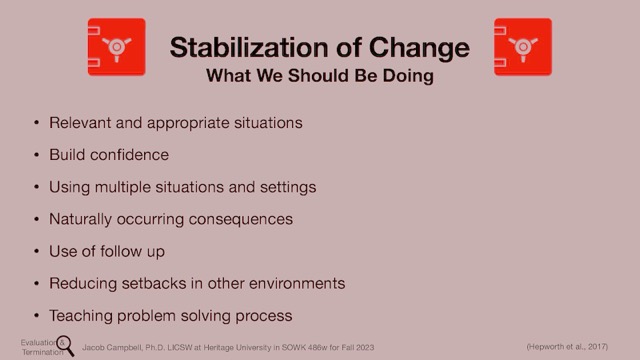 Stabilization of Change
What We Should Be Doing
• Relevant and appropriate situations
• Build confidence
• Using multiple situations and settings
• Naturally occurring consequences
• Use of follow up
• Reducing setbacks in other environments
• Teaching problem solving process
Evaluation &
Termination
Jacob Campbell, Ph.D. LICSW at Heritage University in SOWK 486w for Fall 2023
(Hepworth et al., 2017)